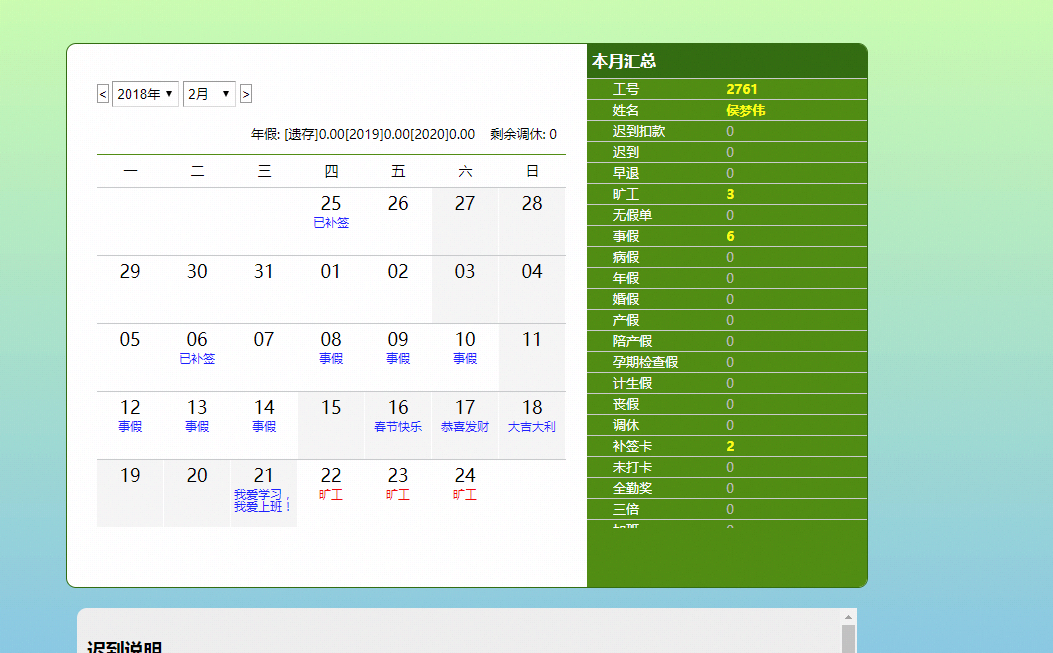 < 2018年 2月 >
年假: [遗存]0.00[2019]0.00[2020]0.00 剩余调休: 0
一 二 三 四 五 六 日
25 26 27 28
已补签
29 30 31 01 02 03 04
05 06 07 08 09 10 11
已补签 事假 事假 事假
12 13 14 15 16 17 18
事假 事假 事假 春节快乐 恭喜发财 大吉大利
19 20 21 22 23 24
我爱学习， 旷工 旷工 旷工
我爱上班！
本月汇总
工号 2761
姓名 侯梦伟
迟到扣款 0
迟到 0
早退 0
旷工 3
无假单 0
事假 6
病假 0
年假 0
婚假 0
产假 0
陪产假 0
孕期检查假 0
计生假 0
丧假 0
调休 0
补签卡 2
未打卡 0
全勤奖 0
三倍 0
加班 0
迟到说明